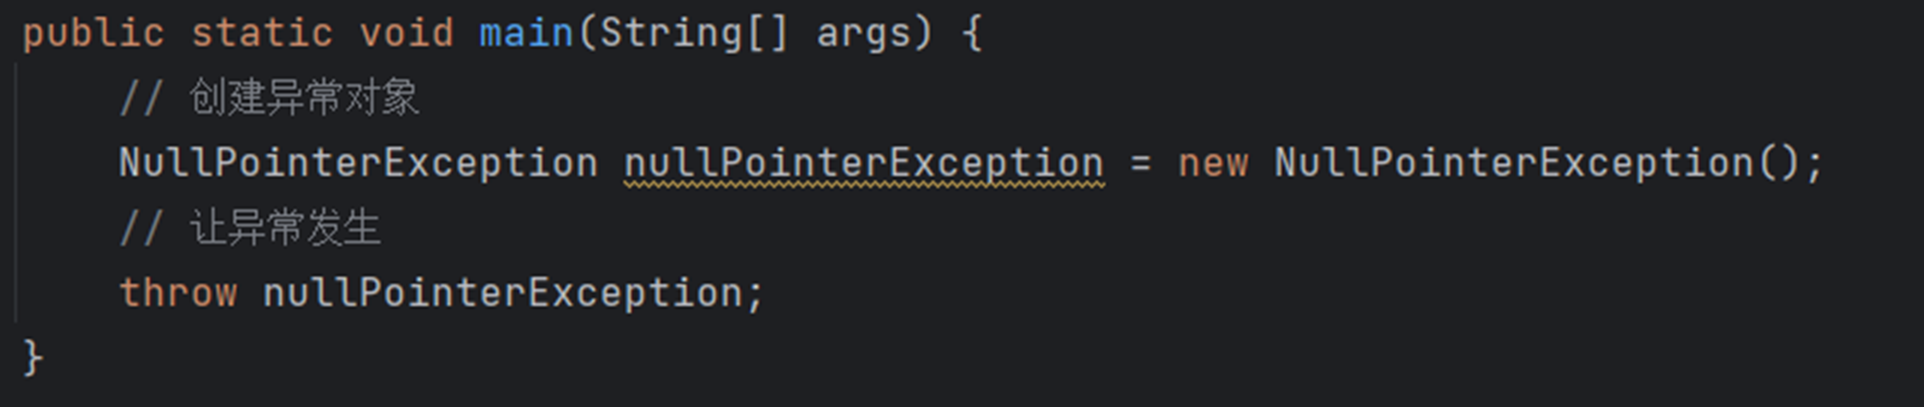 public static void main(String[] args) {
    // 创建异常对象
    NullPointerException nullPointerException = new NullPointerException();
    // 让异常发生
    throw nullPointerException;
}